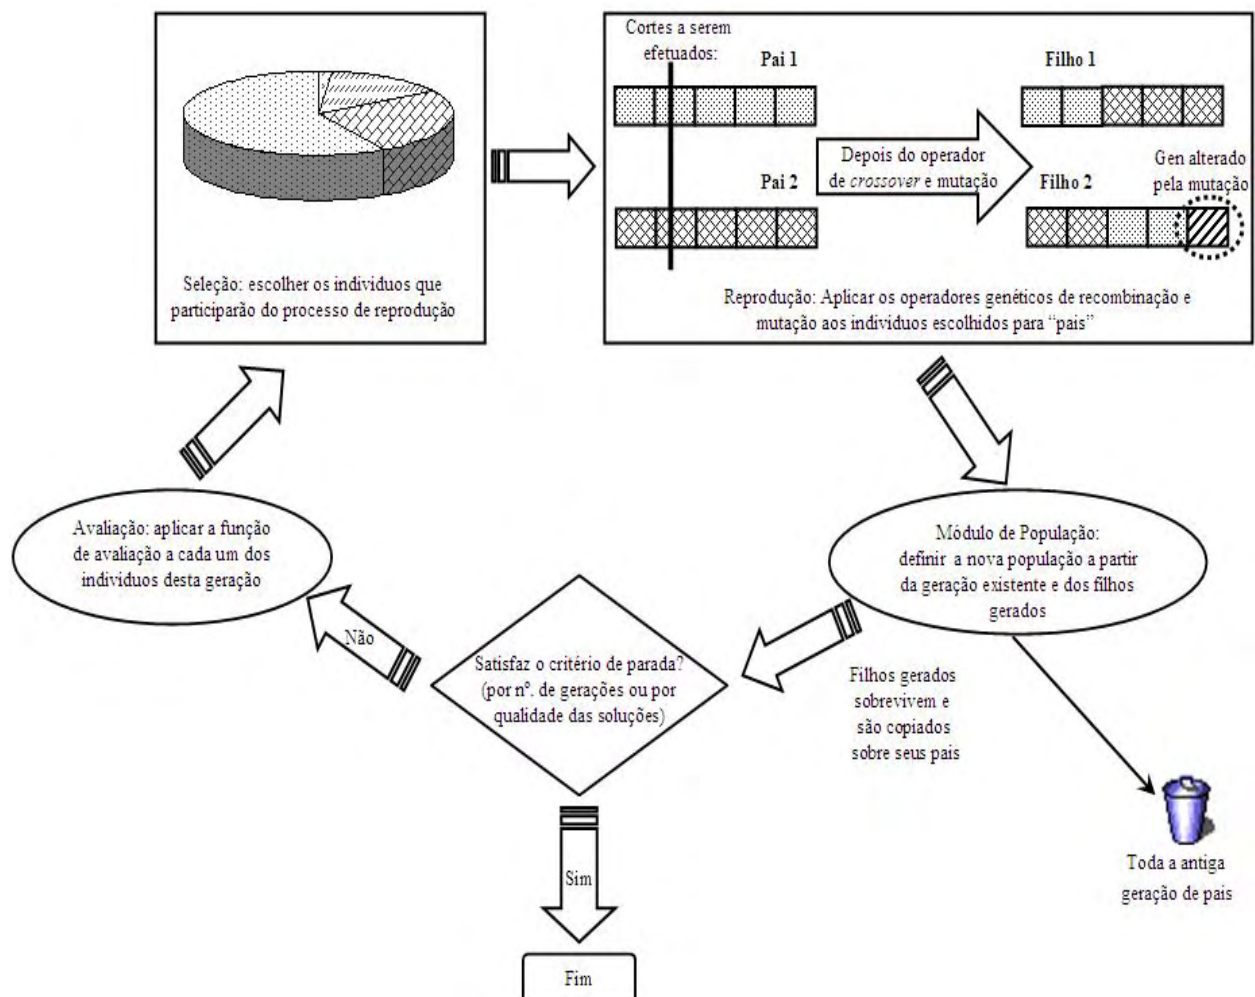 Seleção: escolher os indivíduos que
participarão do processo de reprodução
Cortes a serem
efetuados:
Pai 1
Pai 2
Depois do operador
de crossover e mutação
Filho 1
Filho 2
Gen alterado
pela mutação
Reprodução: Aplicar os operadores genéticos de recombinação e
mutação aos indivíduos escolhidos para “pais”
Módulo de População:
definir a nova população a partir
da geração existente e dos filhos
gerados
Toda a antiga
geração de pais
Filhos gerados
sobrevivem e
são copiados
sobre seus pais
Satisfaz o critério de parada?
(por nº. de gerações ou por
qualidade das soluções)
Não
Avaliação: aplicar a função
de avaliação a cada um dos
indivíduos desta geração
Sim
Fim